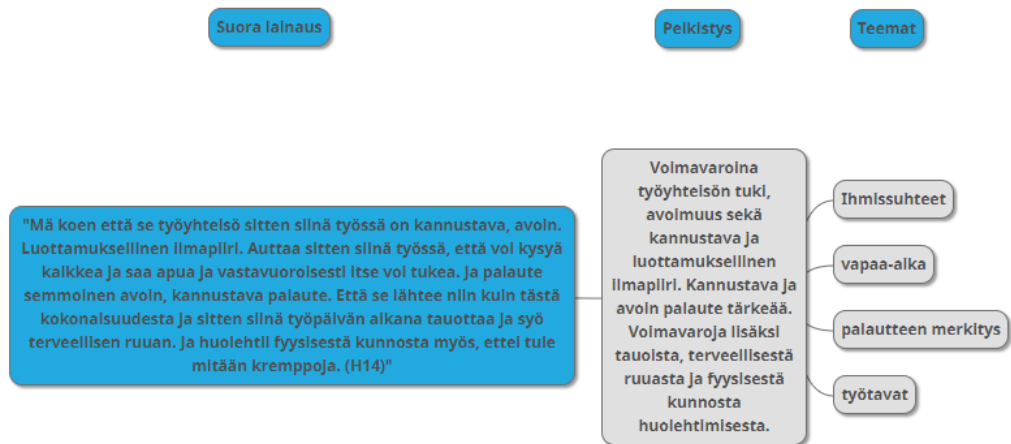 Suora lainaus
Pelkistys
Teemat
"Mä koen että se työyhteisö sitten siinä työssä on kannustava, avoin.
Luottamuksellinen ilmapiiri. Auttaa sitten siinä työssä, että voi kysyä
kaikkea ja saa apua ja vastavuoroisesti itse voi tukea. Ja palaute
semmoinen avoin, kannustava palaute. Että se lähtee niin kuin tästä
kokonaisuudesta ja sitten siinä työpäivän aikana tauottaa ja syö
terveellisen ruuan. Ja huolehtii fyysisestä kunnosta myös, ettei tule
mitään kremppoja. (H14)"
Voimavaroina
työyhteisön tuki,
avoimuus sekä
kannustava ja
luottamuksellinen
ilmapiiri. Kannustava ja
avoin palaute tärkeää.
Voimavaroja lisäksi
tauoista, terveellisestä
ruuasta ja fyysisestä
kunnosta
huolehtimisesta.
Ihmissuhteet
vapaa-aika
palautteen merkitys
työtavat